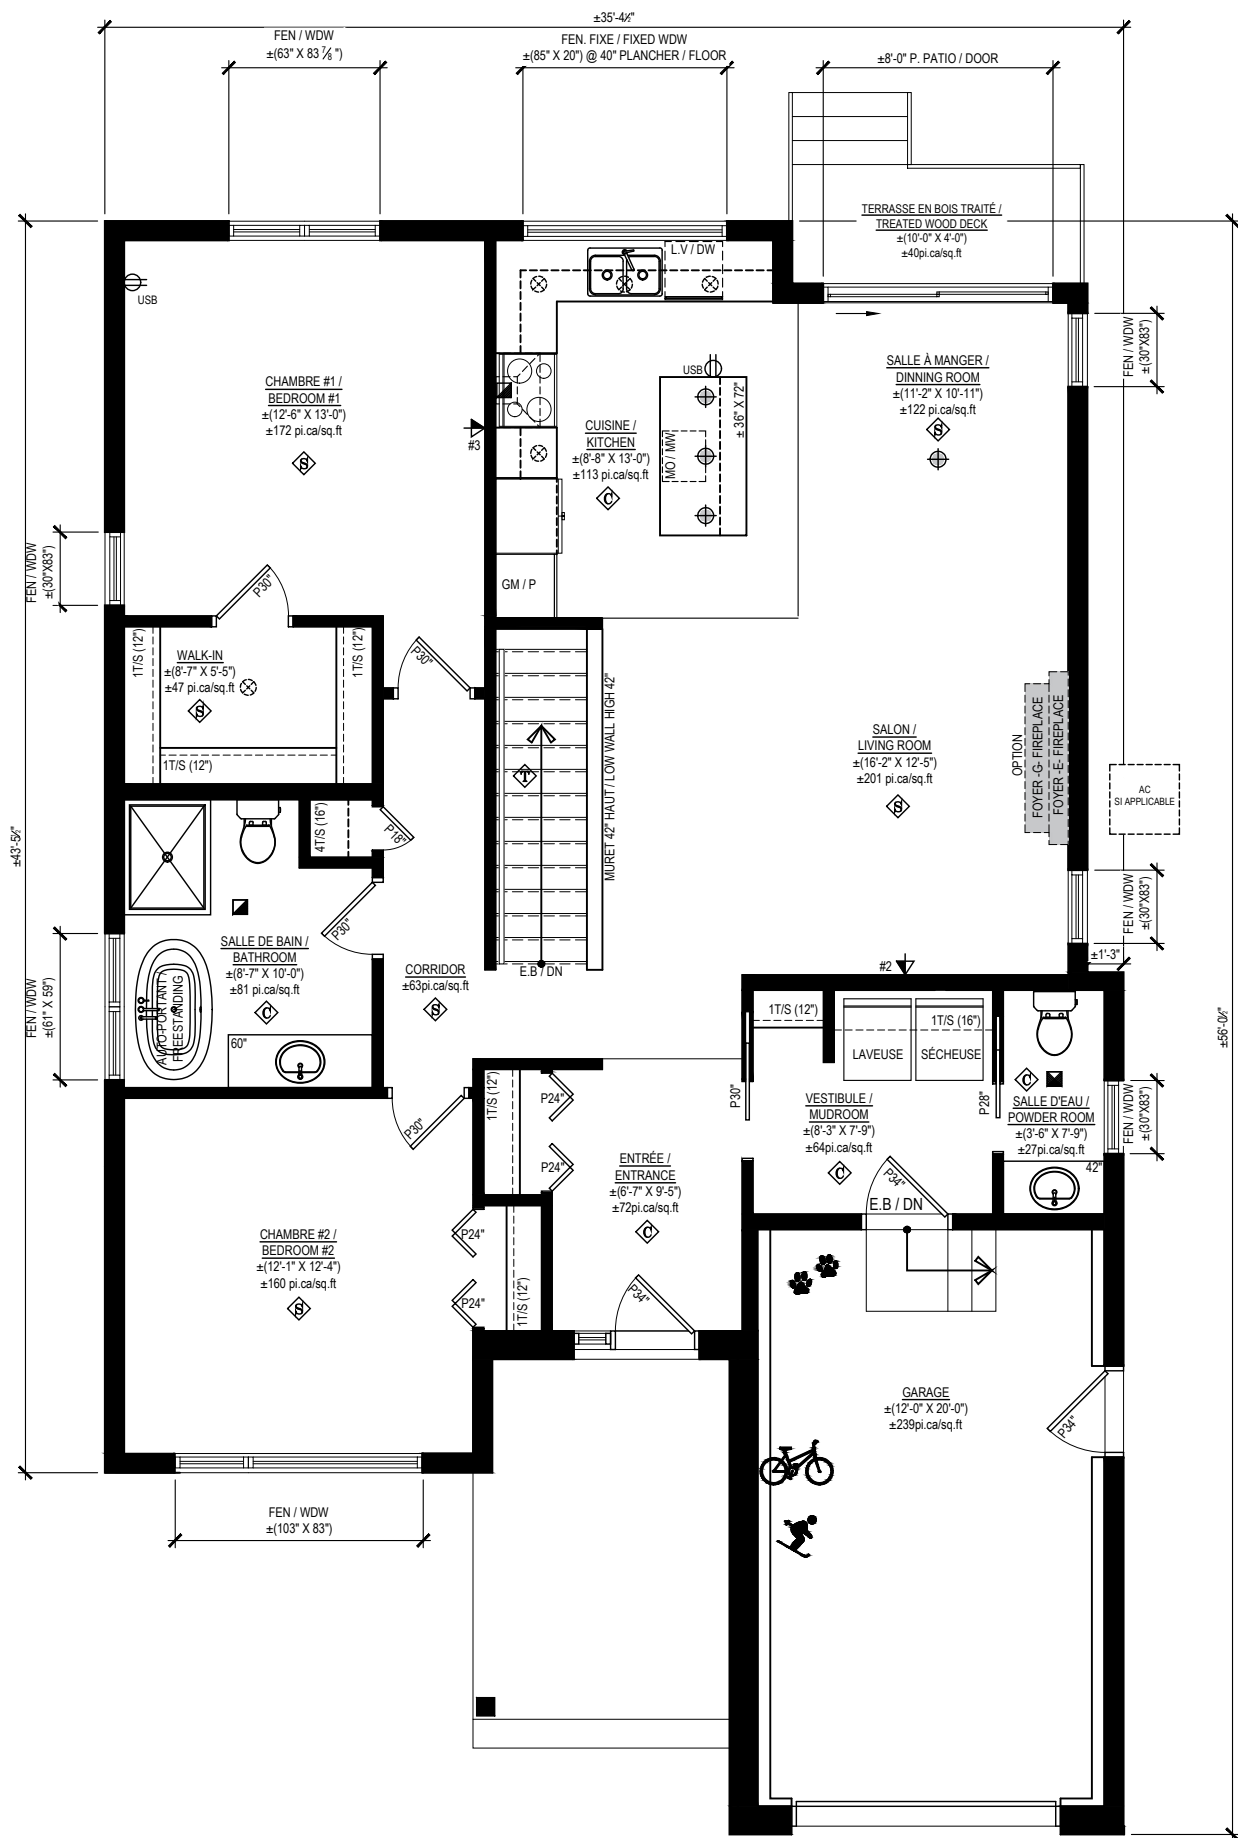 ±35'-4½"
FEN / WDW
±(63" X 83 ⅞ ")
FEN. FIXE / FIXED WDW
±(85" X 20") @ 40" PLANCHER / FLOOR
±8'-0" P. PATIO / DOOR
TERRASSE EN BOIS TRAITÉ /
TREATED WOOD DECK
±(10'-0" X 4'-0")
±40pi.ca/sq.ft
L.V / DW
USB
FEN / WDW
±(30"X83")
CHAMBRE #1 /
BEDROOM #1
±(12'-6" X 13'-0")
±172 pi.ca/sq.ft
S
#3
CUISINE /
KITCHEN
±(8'-8" X 13'-0")
±113 pi.ca/sq.ft
C
USB
± 36" X 72"
MO / MW
SALLE À MANGER /
DINNING ROOM
±(11'-2" X 10'-11")
±122 pi.ca/sq.ft
S
FEN / WDW
±(30"X83")
P30"
GM / P
1T/S (12")
WALK-IN
±(8'-7" X 5'-5")
±47 pi.ca/sq.ft
S
1T/S (12")
1T/S (12")
P30"
MURET 42" HAUT / LOW WALL HIGH 42"
T
E.B / DN
SALON /
LIVING ROOM
±(16'-2" X 12'-5")
±201 pi.ca/sq.ft
S
OPTION
FOYER -G- FIREPLACE
FOYER -E- FIREPLACE
AC
SI APPLICABLE
±43'-5½"
4T/S (16")
P18"
P30"
SALLE DE BAIN /
BATHROOM
±(8'-7" X 10'-0")
±81 pi.ca/sq.ft
C
AUTO-PORTANT /
FREESTANDING
60"
FEN / WDW
±(61" X 59")
CORRIDOR
±63pi.ca/sq.ft
S
FEN / WDW
±(30"X83")
±1'-3"
#2
±56'-0½"
1T/S (12")
1T/S (16")
LAVEUSE
SÉCHEUSE
P30"
P28"
VESTIBULE /
MUDROOM
±(8'-3" X 7'-9")
±64pi.ca/sq.ft
C
C
SALLE D'EAU /
POWDER ROOM
±(3'-6" X 7'-9")
±27pi.ca/sq.ft
42"
FEN / WDW
±(30"X83")
P30"
1T/S (12")
P24"
P24"
ENTRÉE /
ENTRANCE
±(6'-7" X 9'-5")
±72pi.ca/sq.ft
C
P34"
E.B / DN
CHAMBRE #2 /
BEDROOM #2
±(12'-1" X 12'-4")
±160 pi.ca/sq.ft
S
P24"
P24"
1T/S (12")
P34"
GARAGE
±(12'-0" X 20'-0")
±239pi.ca/sq.ft
P34"
FEN / WDW
±(103" X 83")